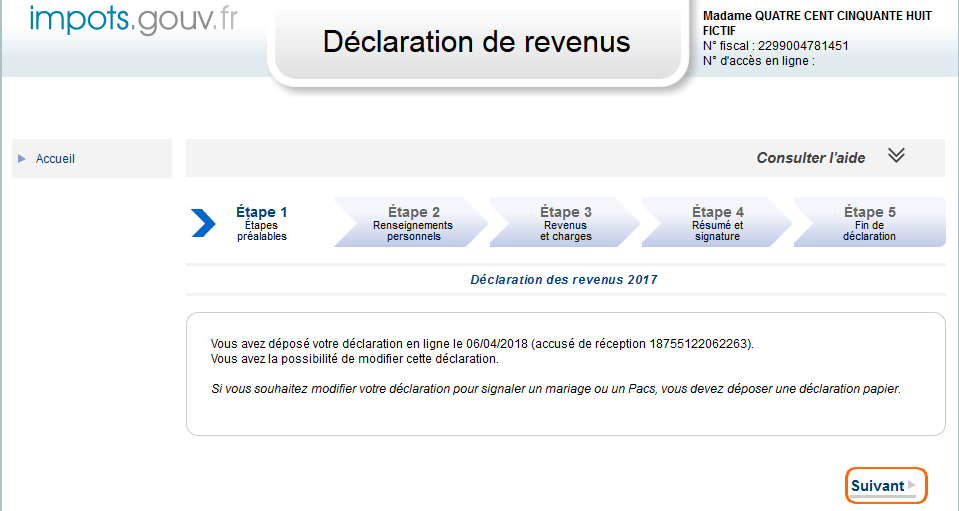 impots.gouv.fr
Déclaration de revenus
Madame QUATRE CENT CINQUANTE HUIT
FICTIF
N° fiscal : 2299004781451
N° d'accès en ligne :
Accueil
Consulter l'aide
Étape 1
Étapes
préalables
Étape 2
Renseignements
personnels
Étape 3
Revenus
et charges
Étape 4
Résumé et
signature
Étape 5
Fin de
déclaration
Déclaration des revenus 2017
Vous avez déposé votre déclaration en ligne le 06/04/2018 (accusé de réception 18755122062263).
Vous avez la possibilité de modifier cette déclaration.
Si vous souhaitez modifier votre déclaration pour signaler un mariage ou un Pacs, vous devez déposer une déclaration papier.
Suivant